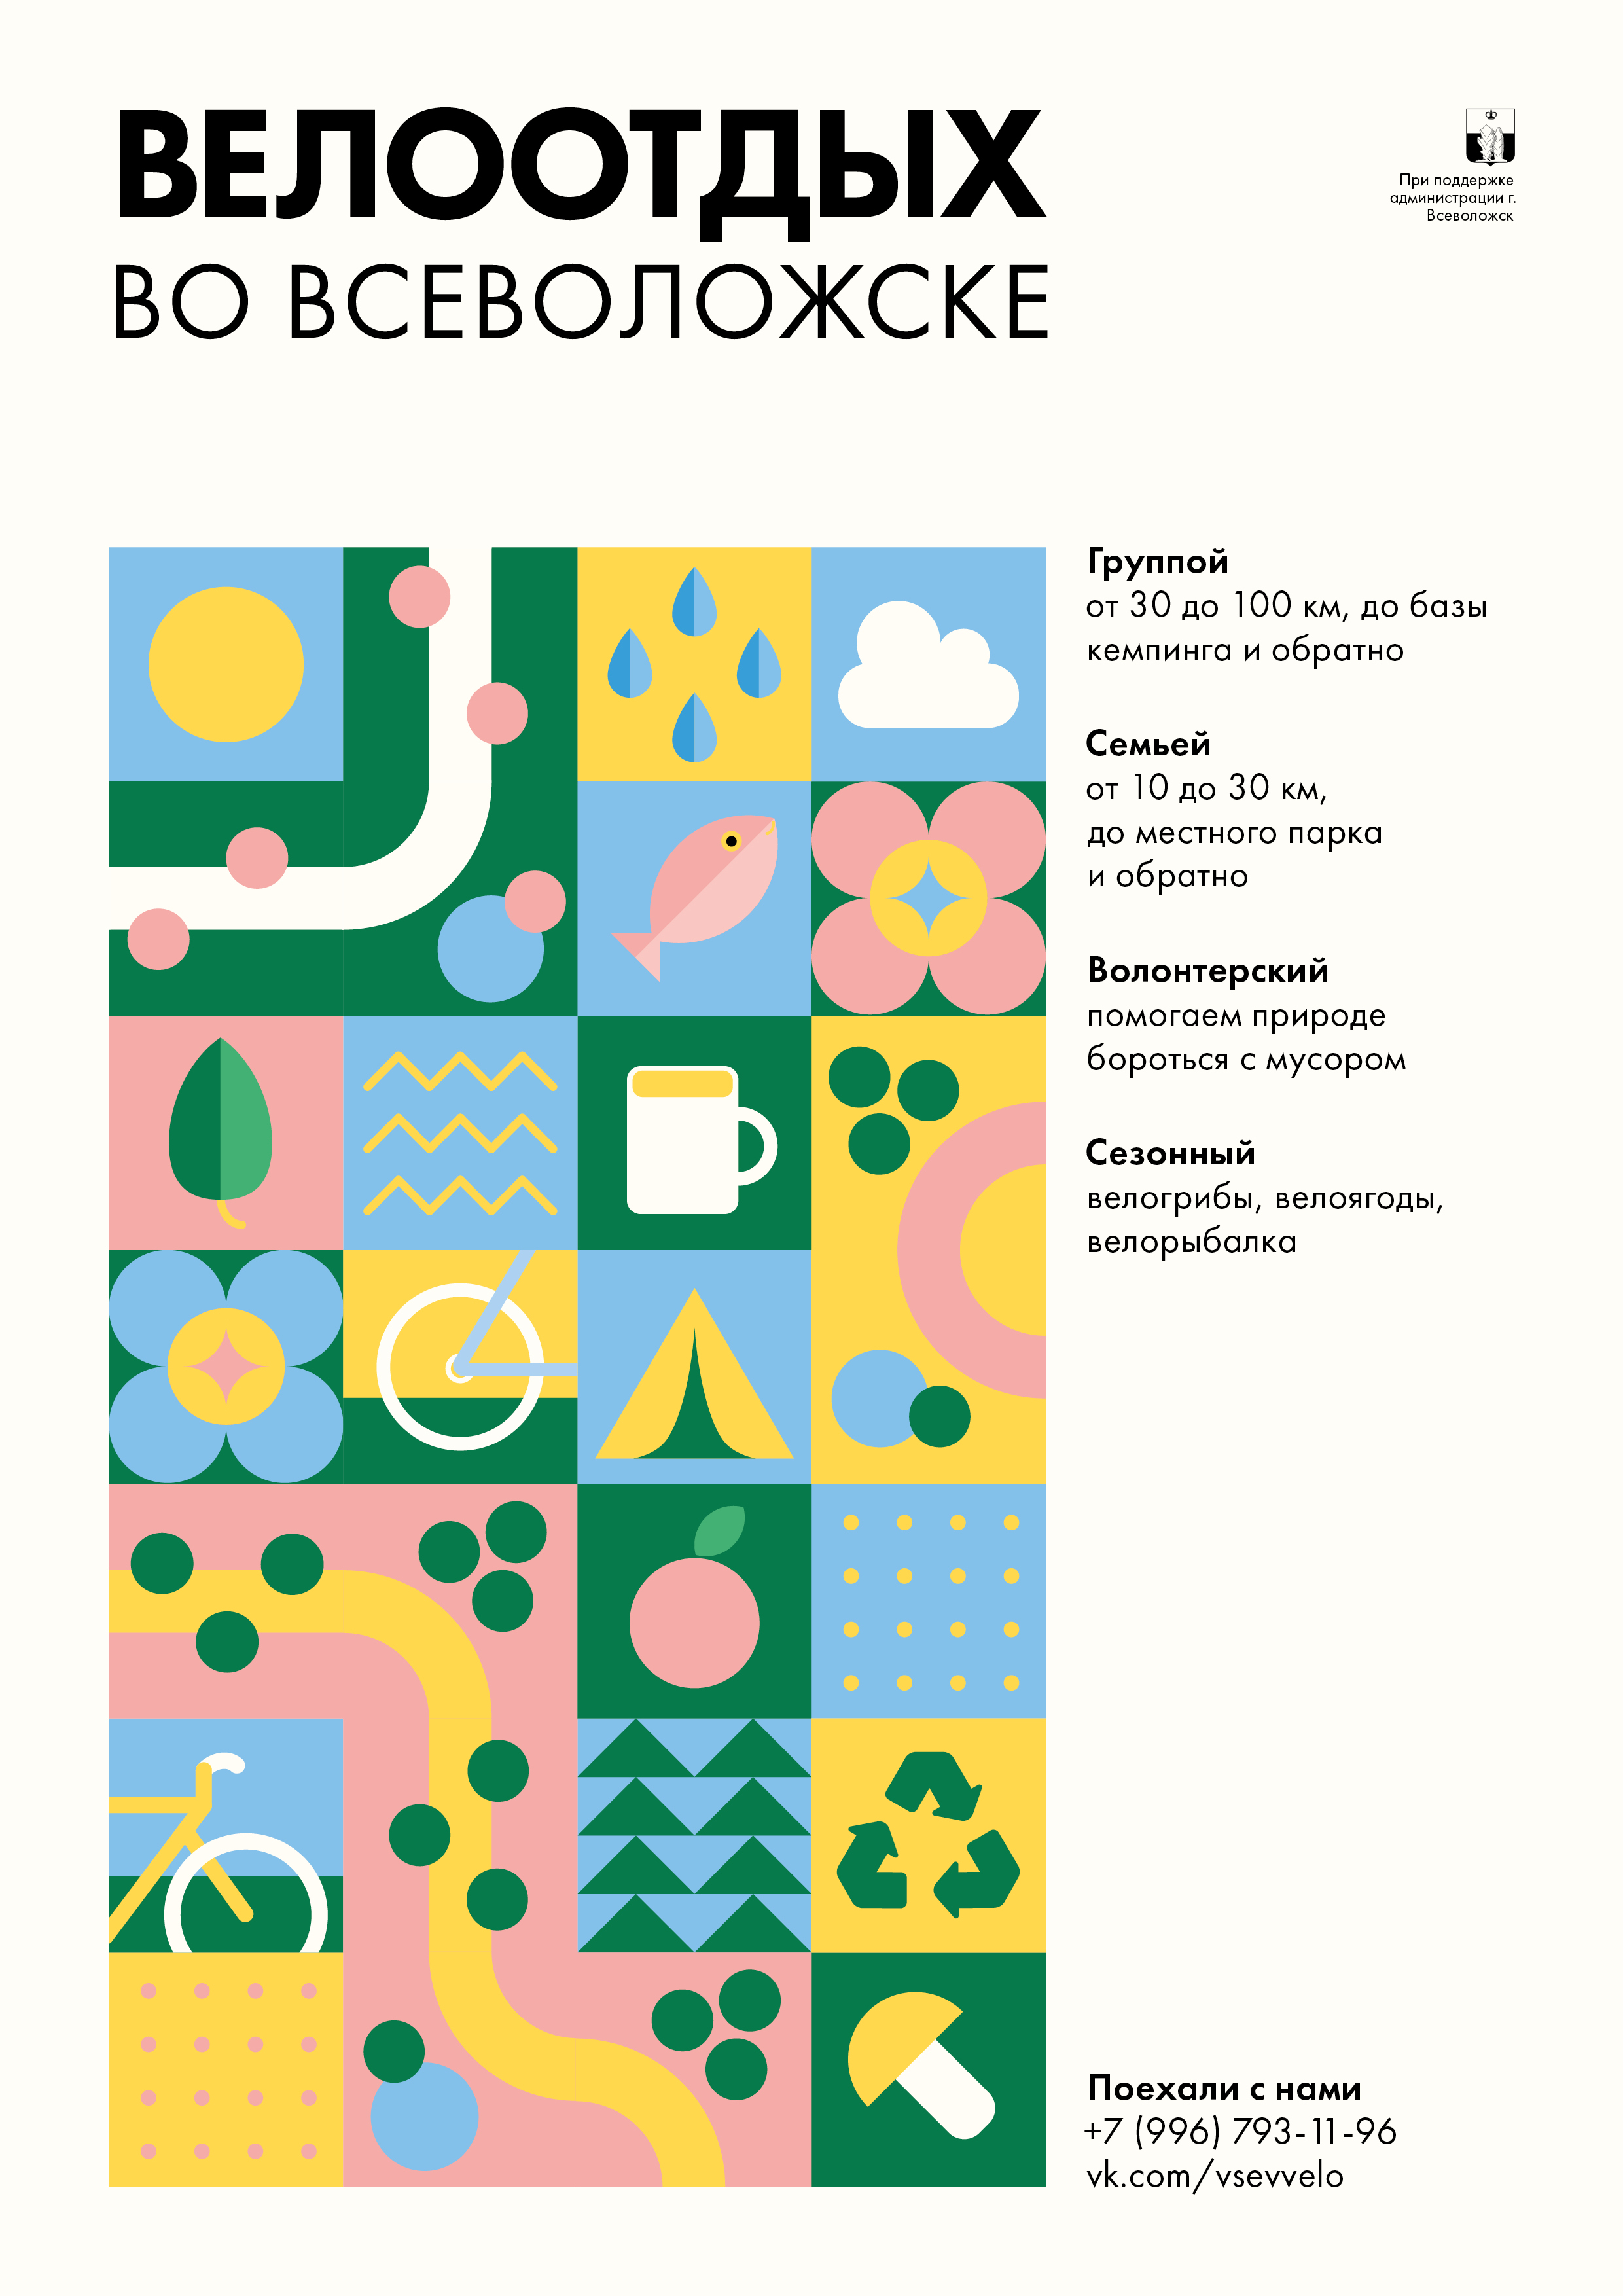 ВЕЛООТДЫХ
ВО ВСЕВОЛОЖСКЕ
При поддержке
администрации г.
Всеволожск
Группой
от 30 до 100 км, до базы
кемпинга и обратно
Семьей
от 10 до 30 км,
до местного парка
и обратно
Волонтерский
помогаем природе
бороться с мусором
Сезонный
велогрибы, велоягоды,
велорыбалка
Поехали с нами
+7 (996) 793-11-96
vk.com/vsevvelo